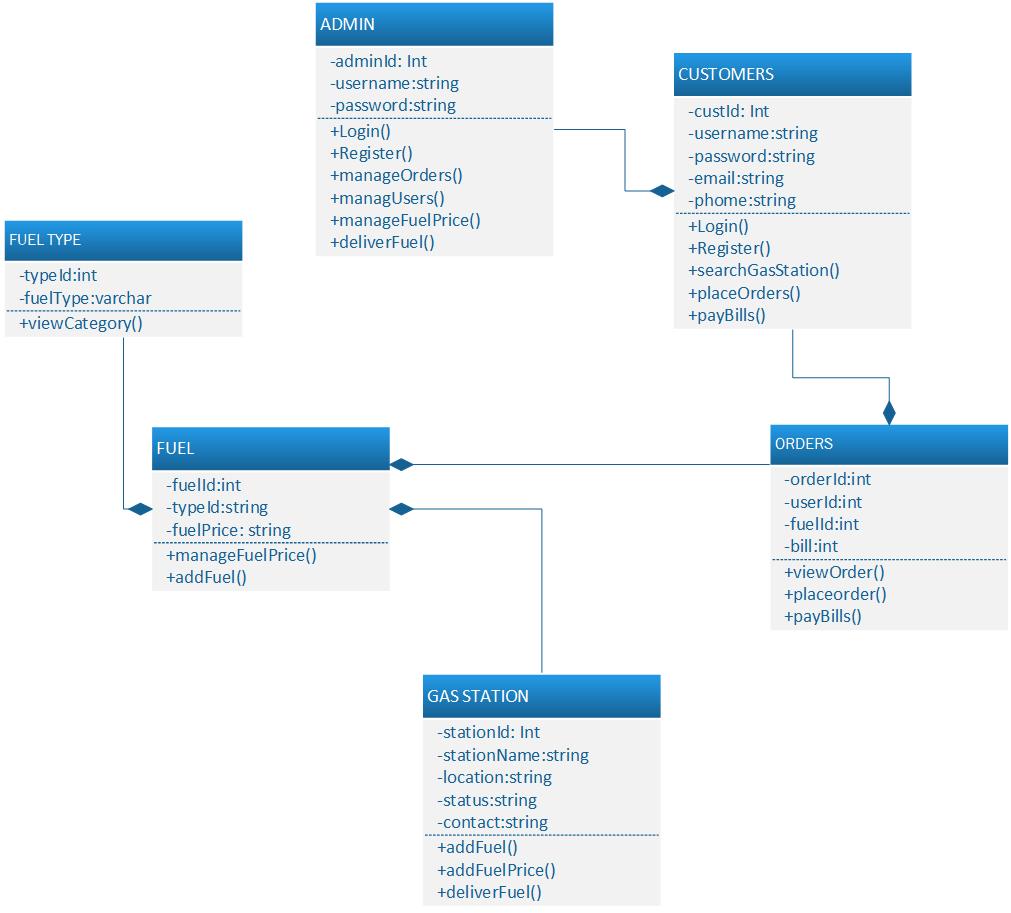 ADMIN
-adminId: Int
-username:string
-password:string
+Login()
+Register()
+manageOrders()
+managUsers()
+manageFuelPrice()
+deliverFuel()
CUSTOMERS
-custId: Int
-username:string
-password:string
-email:string
-phome:string
+Login()
+Register()
+searchGasStation()
+placeOrders()
+payBills()
FUEL TYPE
-typeId:int
-fuelType:varchar
+viewCategory()
FUEL
-fuelId:int
-typeId:string
-fuelPrice: string
+manageFuelPrice()
+addFuel()
ORDERS
-orderId:int
-userId:int
-fuelId:int
-bill:int
+viewOrder()
+placeorder()
+payBills()
GAS STATION
-stationId: Int
-stationName:string
-location:string
-status:string
-contact:string
+addFuel()
+addFuelPrice()
+deliverFuel()